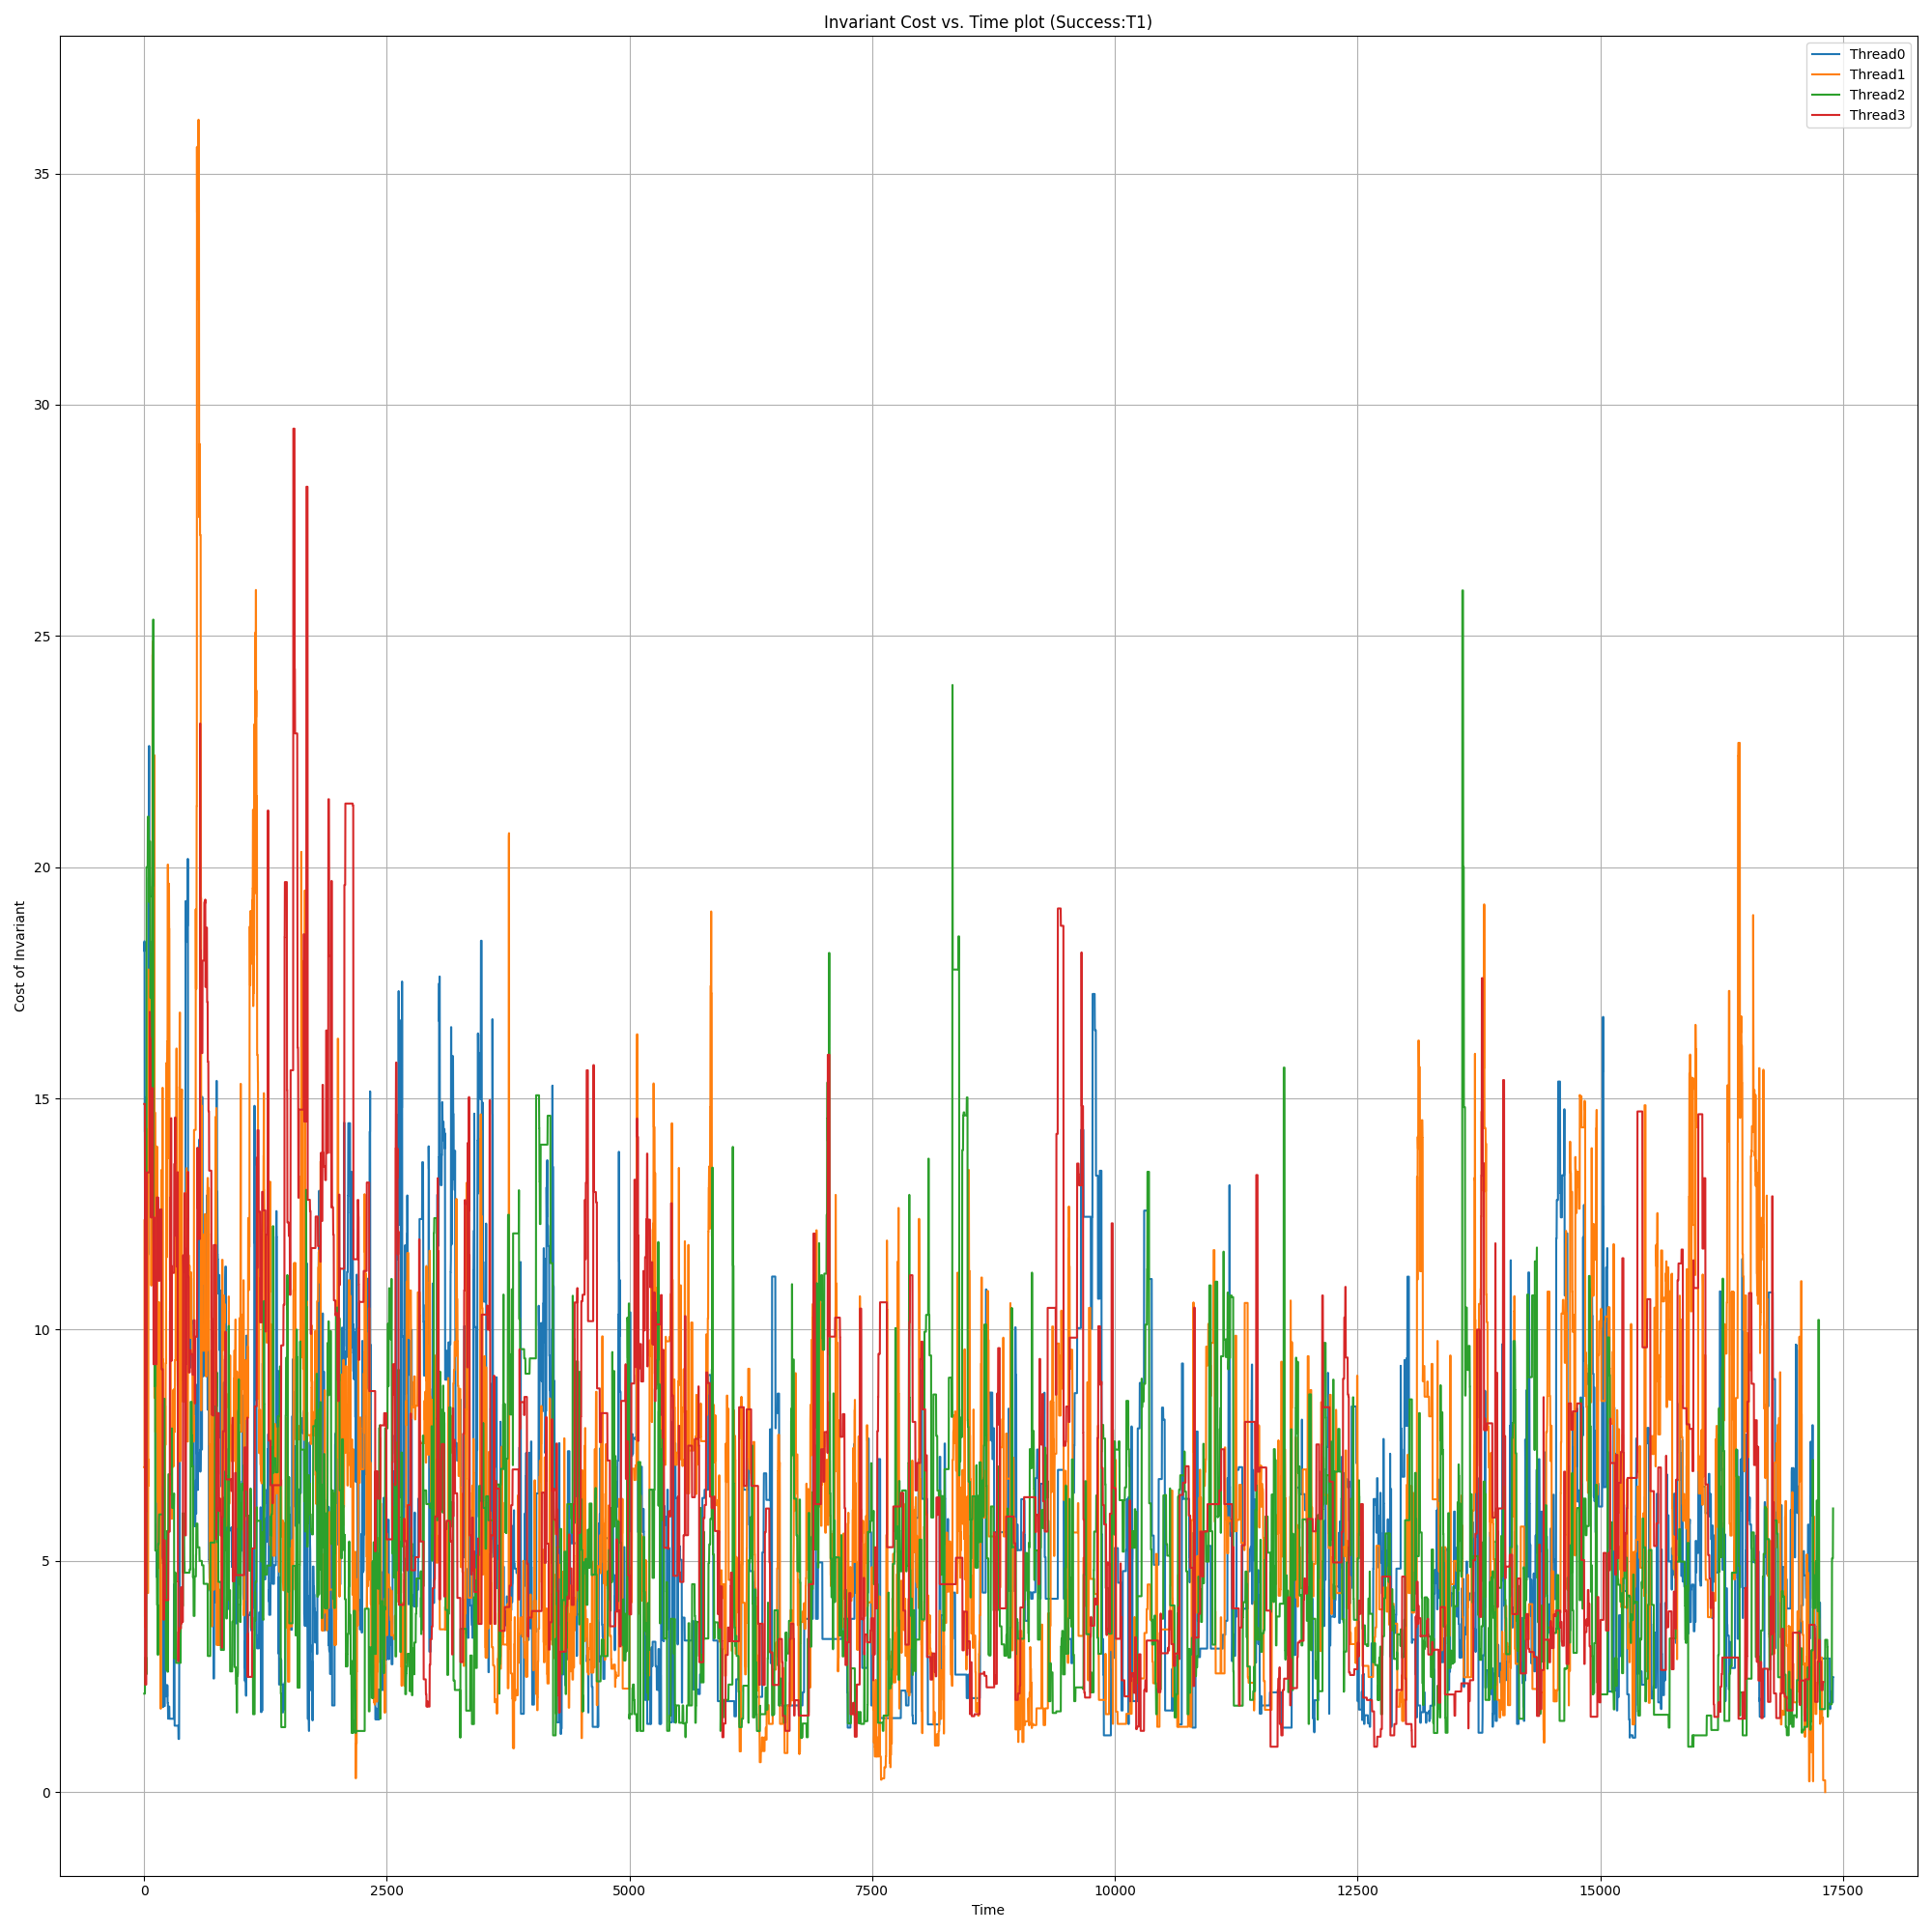 Invariant Cost vs. Time plot (Success:T1)
Thread0
Thread1
Thread2
Thread3
35
30
25
20
15
10
5
0
Cost of Invariant
0 2500 5000 7500 10000 12500 15000 17500
Time